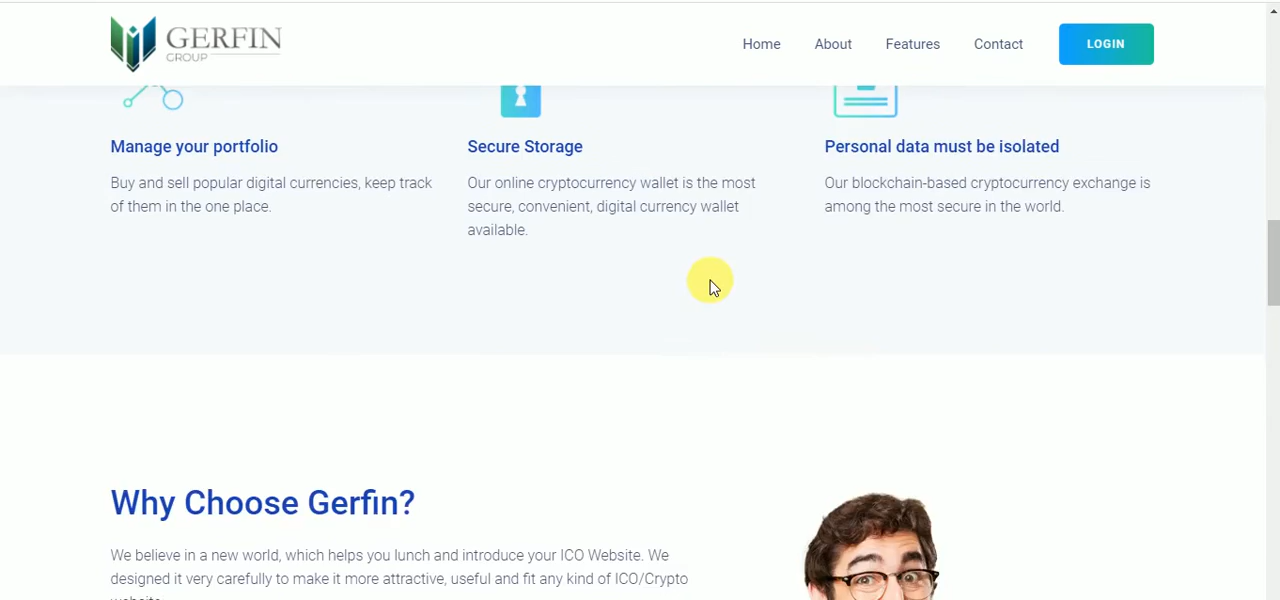 GERFIN
GROUP
Home
About
Features
Contact
LOGIN
Manage your portfolio
Buy and sell popular digital currencies, keep track
of them in the one place.
Secure Storage
Our online cryptocurrency wallet is the most
secure, convenient, digital currency wallet
available.
Personal data must be isolated
Our blockchain-based cryptocurrency exchange is
among the most secure in the world.
Why Choose Gerfin?
We believe in a new world, which helps you lunch and introduce your ICO Website. We
designed it very carefully to make it more attractive, useful and fit any kind of ICO/Crypto